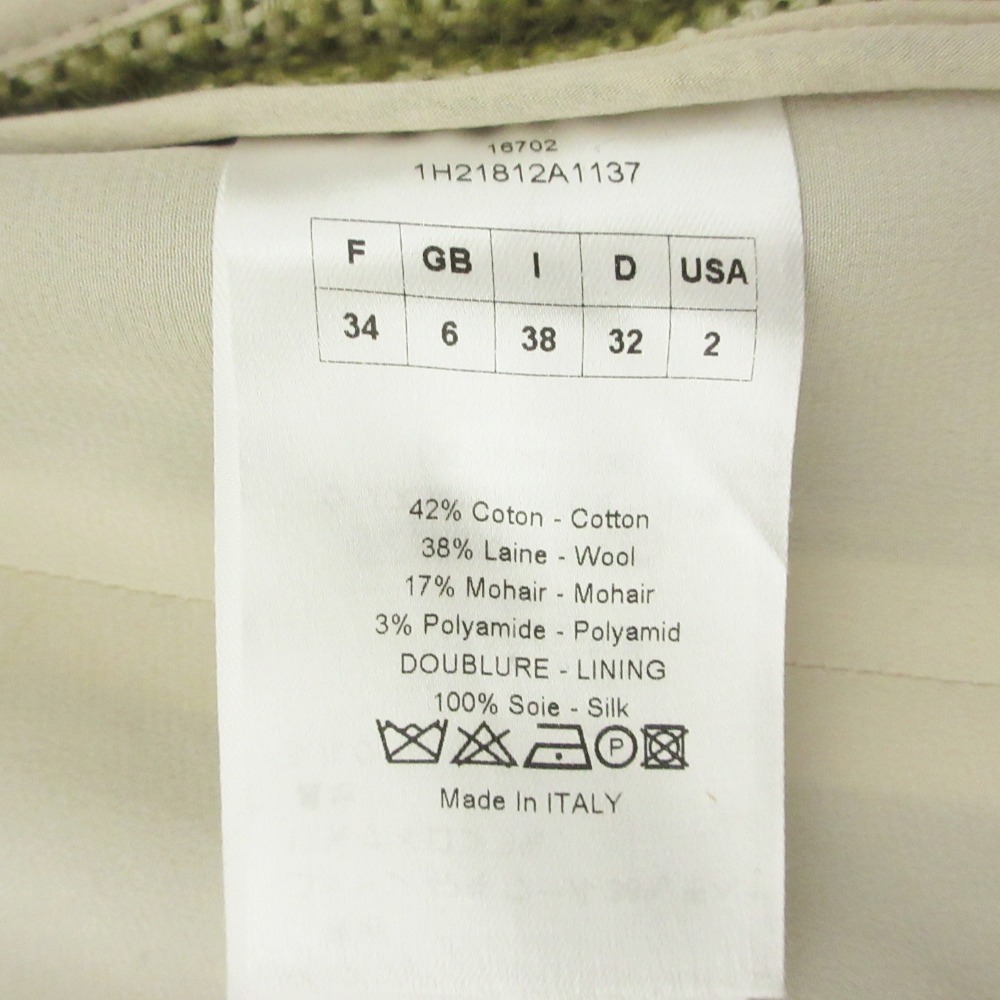 16702
1H21812A1137
F GB I D USA
34 6 38 32 2
42% Coton - Cotton
38% Laine - Wool
17% Mohair - Mohair
3% Polyamide - Polyamid
DOUBLURE - LINING
100% Soie - Silk
P
Made In ITALY